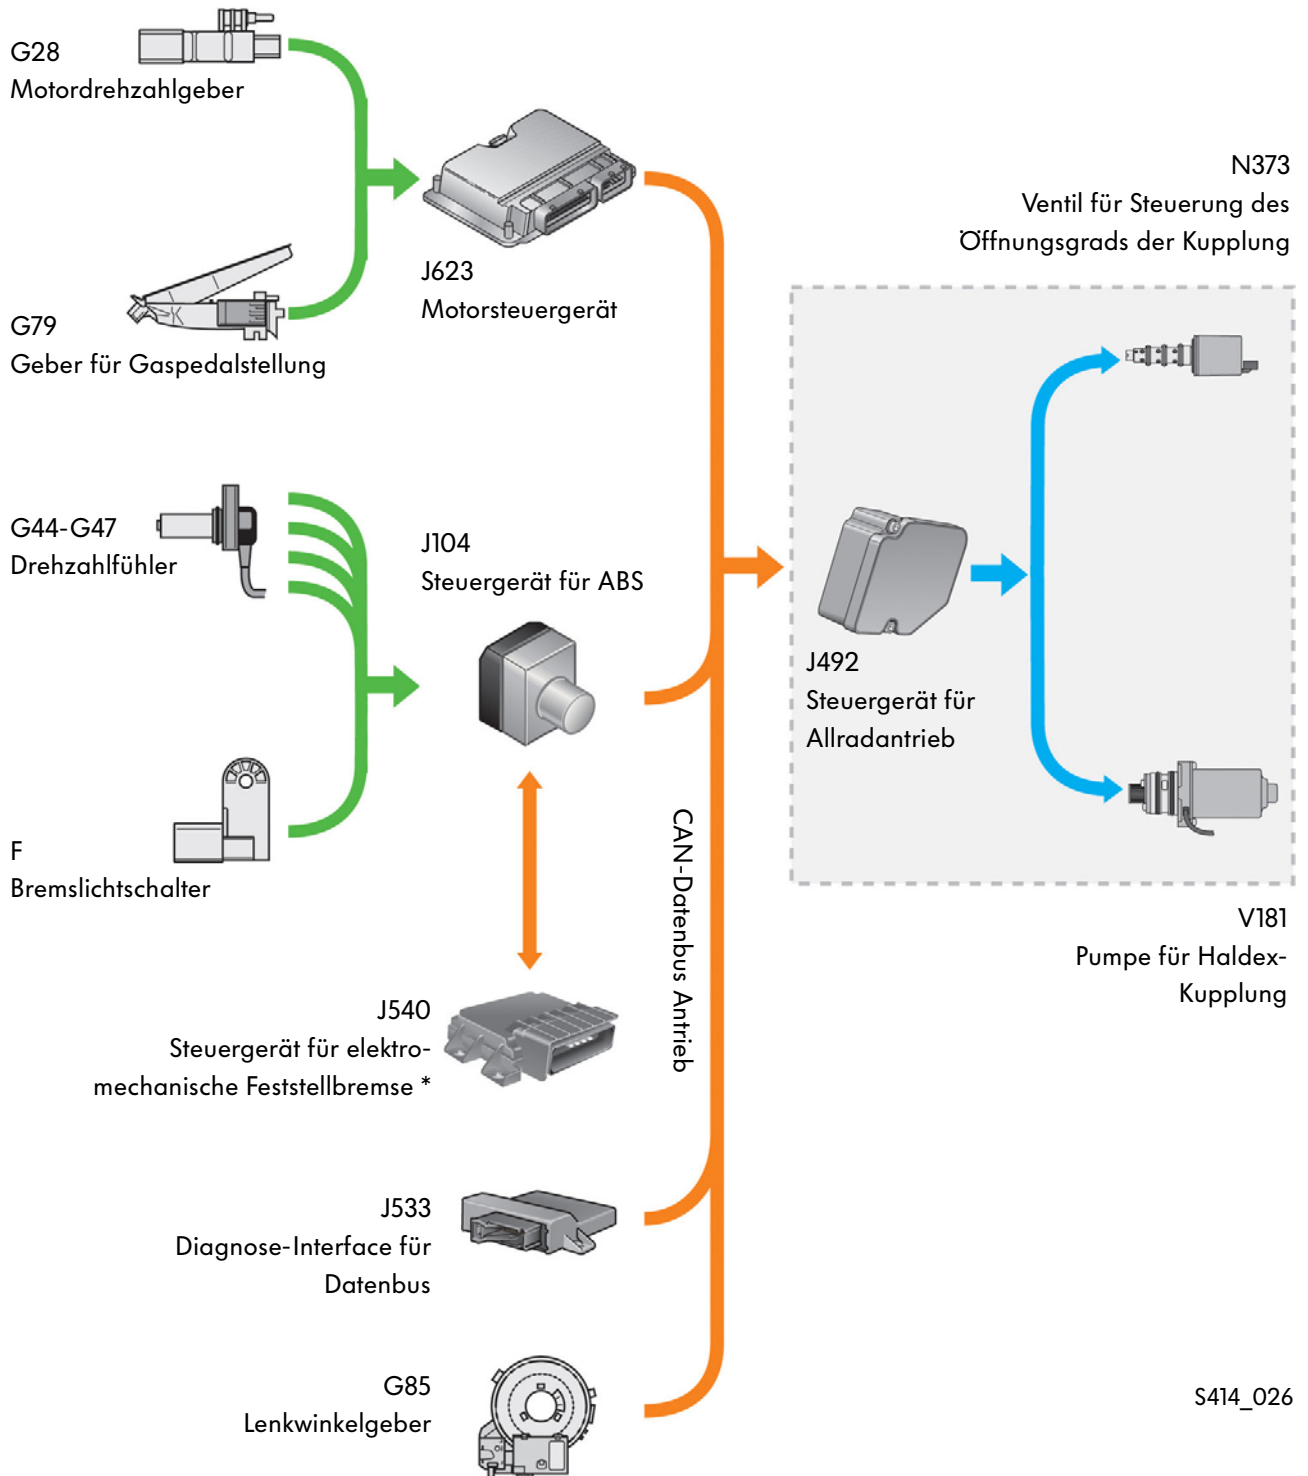 G28
Motordrehzahlgeber
G79
Geber für Gaspedalstellung
J623
Motorsteuergerät
N373
Ventil für Steuerung des
Öffnungsgrads der Kupplung
G44-G47
Drehzahlfühler
J104
Steuergerät für ABS
F
Bremslichtschalter
J492
Steuergerät für
Allradantrieb
V181
Pumpe für Haldex-
Kupplung
CAN-Datenbus Antrieb
J540
Steuergerät für elektro-
mechanische Feststellbremse *
J533
Diagnose-Interface für
Datenbus
G85
Lenkwinkelgeber
S414_026